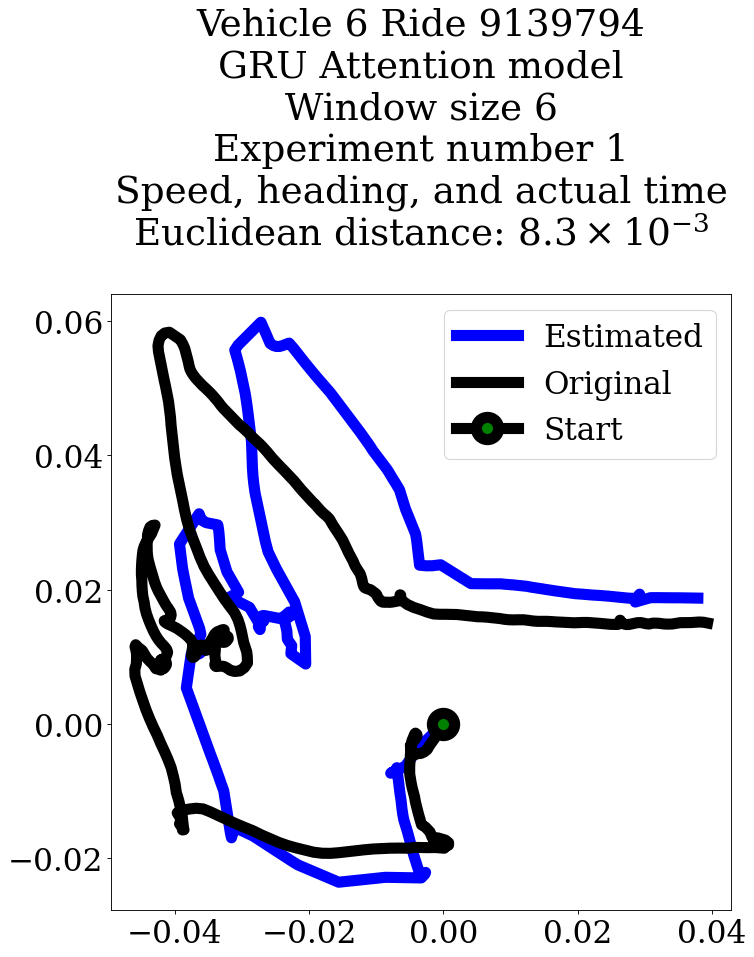 Vehicle 6 Ride 9139794
GRU Attention model
Window size 6
Experiment number 1
Speed, heading, and actual time
Euclidean distance: 8.3 × 10⁻³
Estimated
Original
Start
0.06
0.04
0.02
0.00
−0.02
−0.04 −0.02 0.00 0.02 0.04